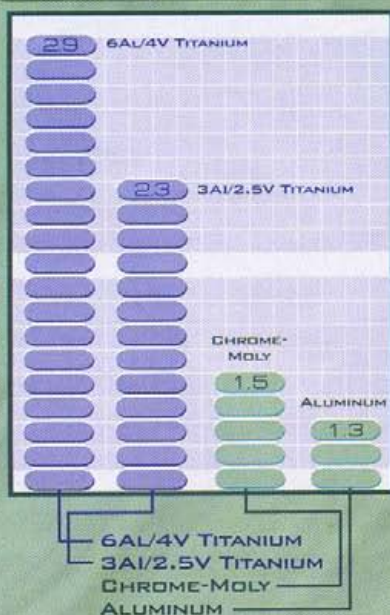 29 6AL/4V TITANIUM
23 3Al/2.5V TITANIUM
CHROME-
MOLY
1.5
ALUMINUM
1.3
6AL/4V TITANIUM
3Al/2.5V TITANIUM
CHROME-MOLY
ALUMINUM